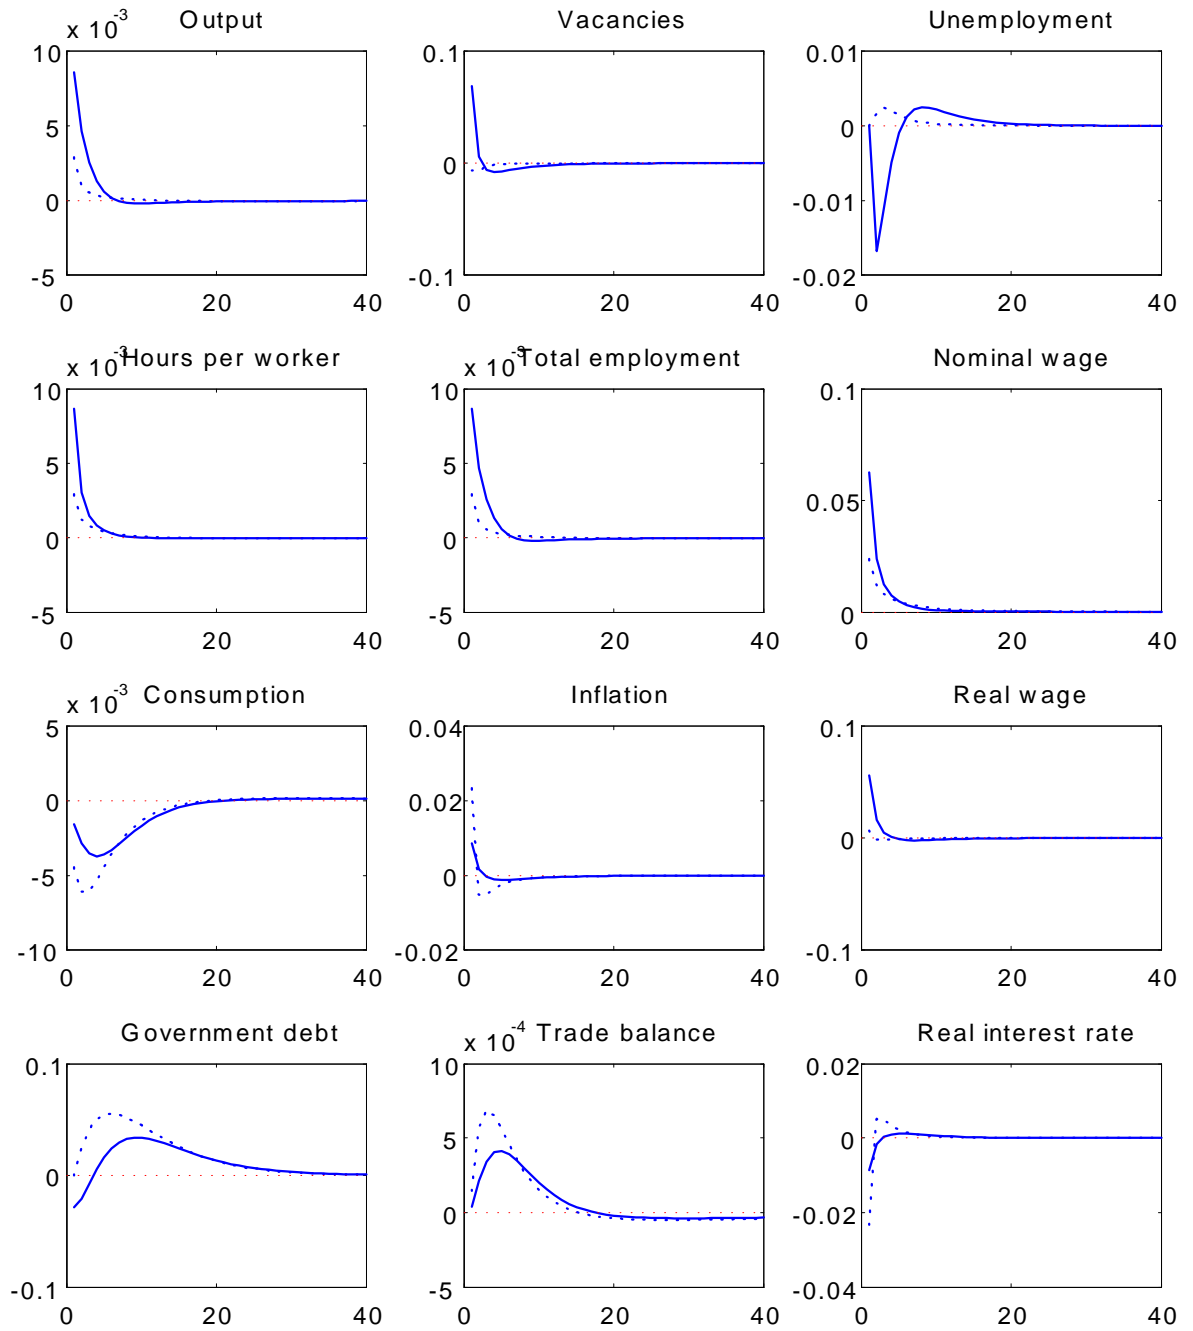 x 10^-3 Output
10
5
0
-5
0 20 40
Vacancies
0.1
0
-0.1
0 20 40
Unemployment
0.01
0
-0.01
-0.02
0 20 40
x 10^-3 Hours per worker
10
5
0
-5
0 20 40
x 10^-3 Total employment
10
5
0
-5
0 20 40
Nominal wage
0.1
0.05
0
0 20 40
x 10^-3 Consumption
5
0
-5
-10
0 20 40
Inflation
0.04
0.02
0
-0.02
0 20 40
Real wage
0.1
0
-0.1
0 20 40
Government debt
0.1
0
-0.1
0 20 40
x 10^-4 Trade balance
10
5
0
-5
0 20 40
Real interest rate
0.02
0
-0.02
-0.04
0 20 40